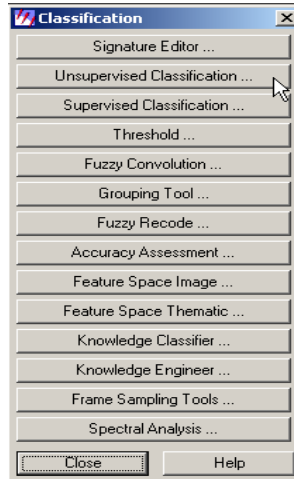 Classification
Signature Editor ...
Unsupervised Classification ...
Supervised Classification ...
Threshold ...
Fuzzy Convolution ...
Grouping Tool ...
Fuzzy Recode ...
Accuracy Assessment ...
Feature Space Image ...
Feature Space Thematic ...
Knowledge Classifier ...
Knowledge Engineer ...
Frame Sampling Tools ...
Spectral Analysis ...
Close Help